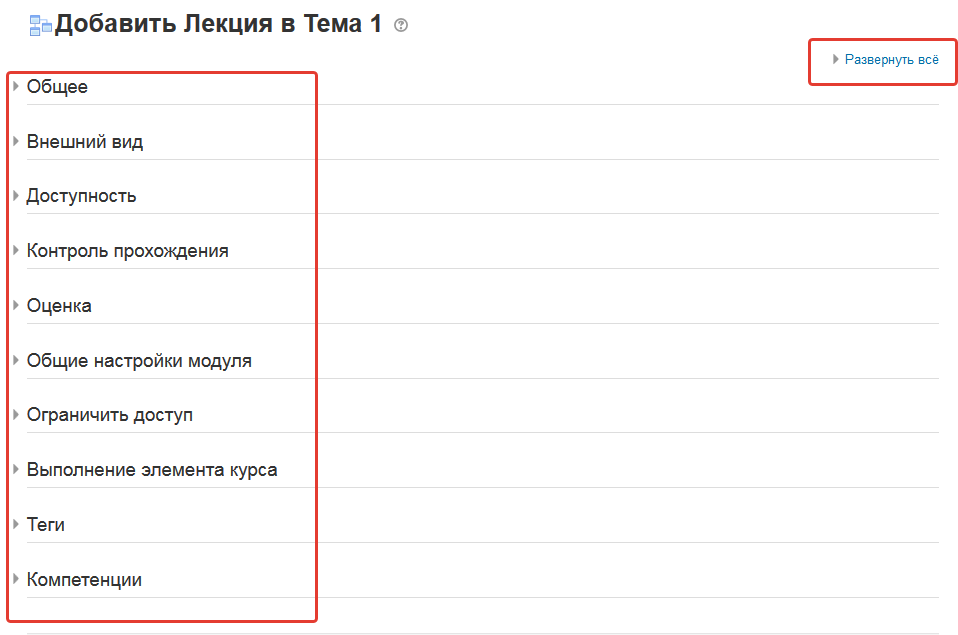 Добавить Лекция в Тема 1
Развернуть всё
Общее
Внешний вид
Доступность
Контроль прохождения
Оценка
Общие настройки модуля
Ограничить доступ
Выполнение элемента курса
Теги
Компетенции